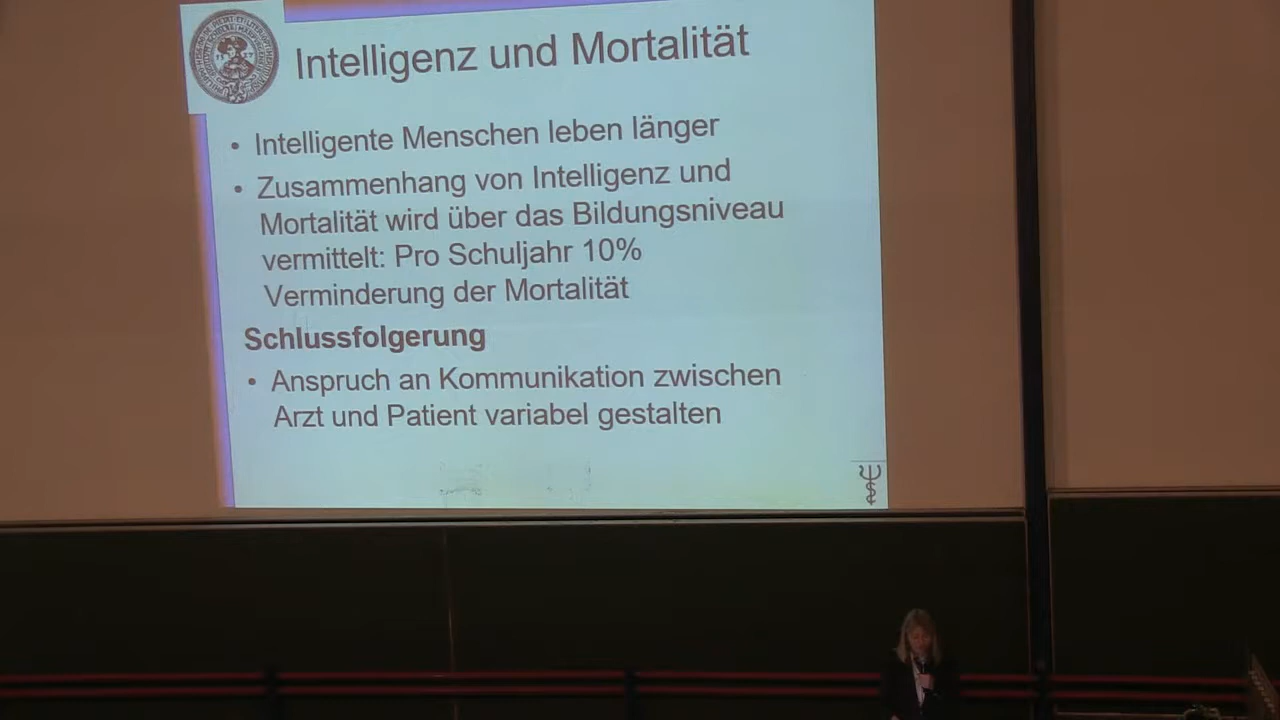 Intelligenz und Mortalität
• Intelligente Menschen leben länger
• Zusammenhang von Intelligenz und
Mortalität wird über das Bildungsniveau
vermittelt: Pro Schuljahr 10%
Verminderung der Mortalität
Schlussfolgerung
• Anspruch an Kommunikation zwischen
Arzt und Patient variabel gestalten